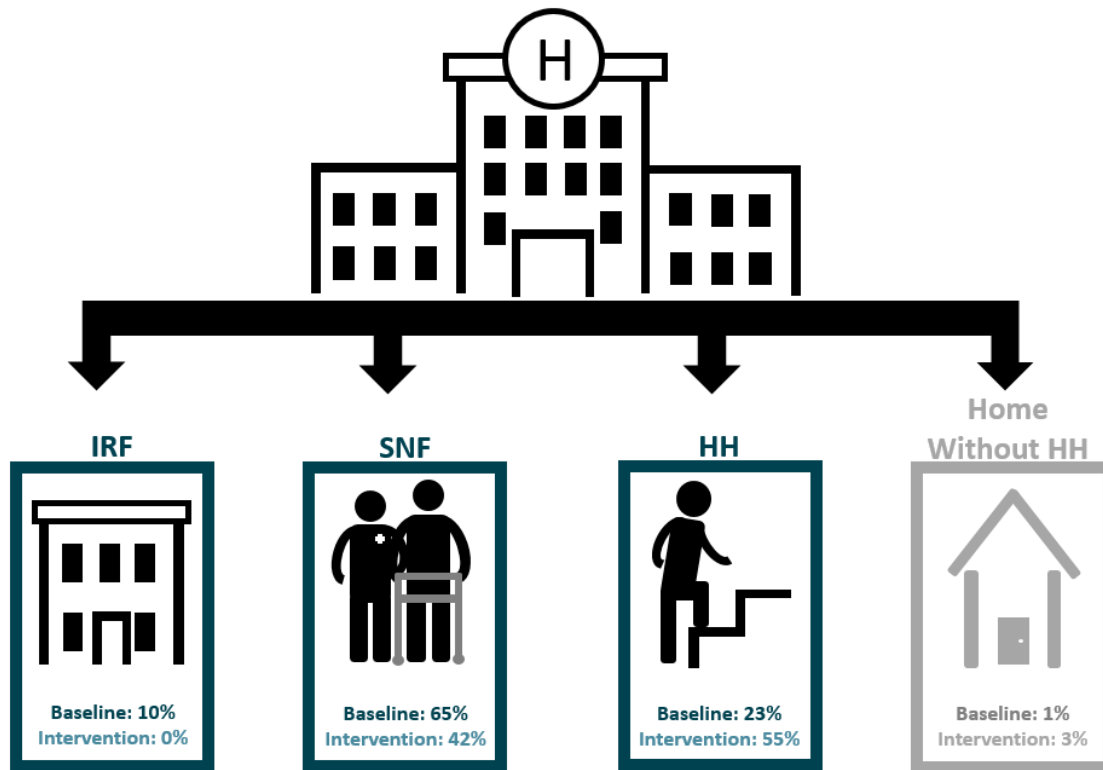 H
IRF
Baseline: 10%
Intervention: 0%
SNF
Baseline: 65%
Intervention: 42%
HH
Baseline: 23%
Intervention: 55%
Home
Without HH
Baseline: 1%
Intervention: 3%